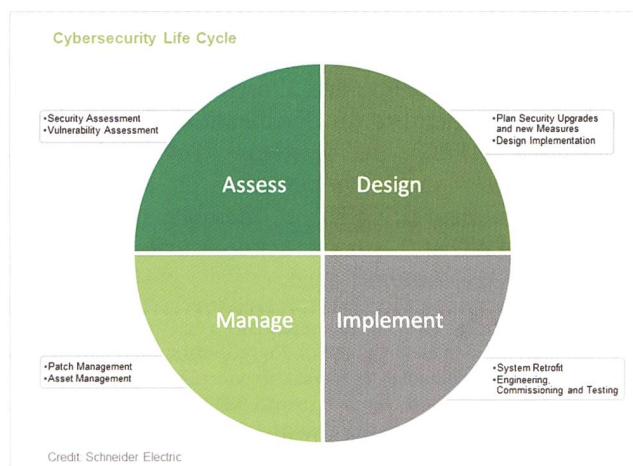 Cybersecurity Life Cycle
•Security Assessment
•Vulnerability Assessment
•Plan Security Upgrades
and new Measures
•Design Implementation
Assess
Design
Manage
Implement
•Patch Management
•Asset Management
•System Retrofit
•Engineering,
Commissioning and Testing
Credit: Schneider Electric